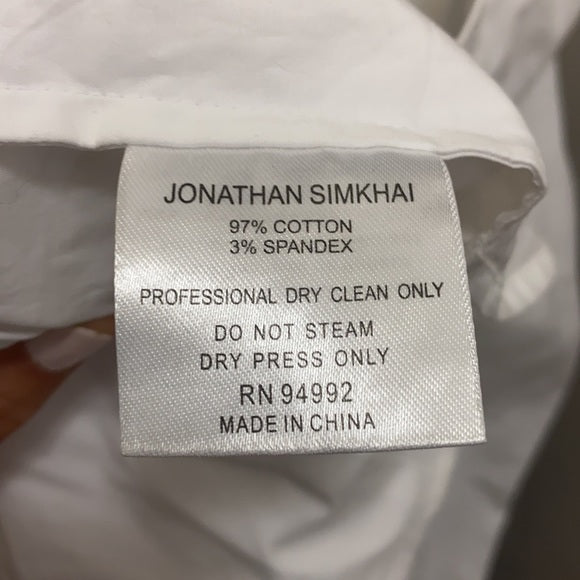 JONATHAN SIMKHAI
97% COTTON
3% SPANDEX
PROFESSIONAL DRY CLEAN ONLY
DO NOT STEAM
DRY PRESS ONLY
RN 94992
MADE IN CHINA